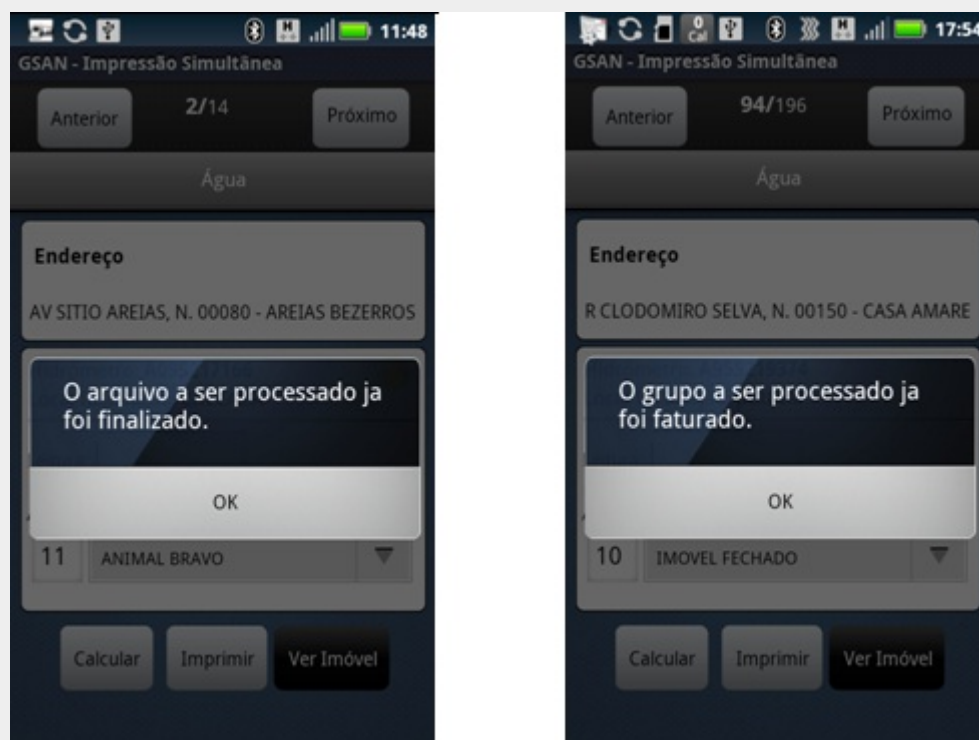 11:48
GSAN - Impressão Simultânea
Anterior
2/14
Próximo
Água
Endereço
AV SITIO AREIAS, N. 00080 - AREIAS BEZERROS
O arquivo a ser processado ja
foi finalizado.
OK
11 ANIMAL BRAVO
Calcular
Imprimir
Ver Imóvel
0
Cal
17:54
GSAN - Impressão Simultânea
Anterior
94/196
Próximo
Água
Endereço
R CLODOMIRO SELVA, N. 00150 - CASA AMARE
O grupo a ser processado ja
foi faturado.
OK
10 IMOVEL FECHADO
Calcular
Imprimir
Ver Imóvel